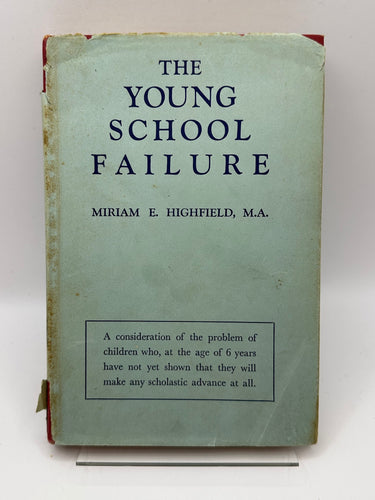 THE
YOUNG
SCHOOL
FAILURE
MIRIAM E. HIGHFIELD, M.A.
A consideration of the problem of
children who, at the age of 6 years
have not yet shown that they will
make any scholastic advance at all.